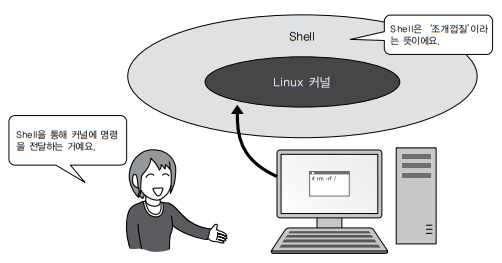 Shell
Shell은 '조개껍질'이라
는 뜻이에요.
Linux 커널
Shell을 통해 커널에 명령
을 전달하는 거예요.
# rm -rf /